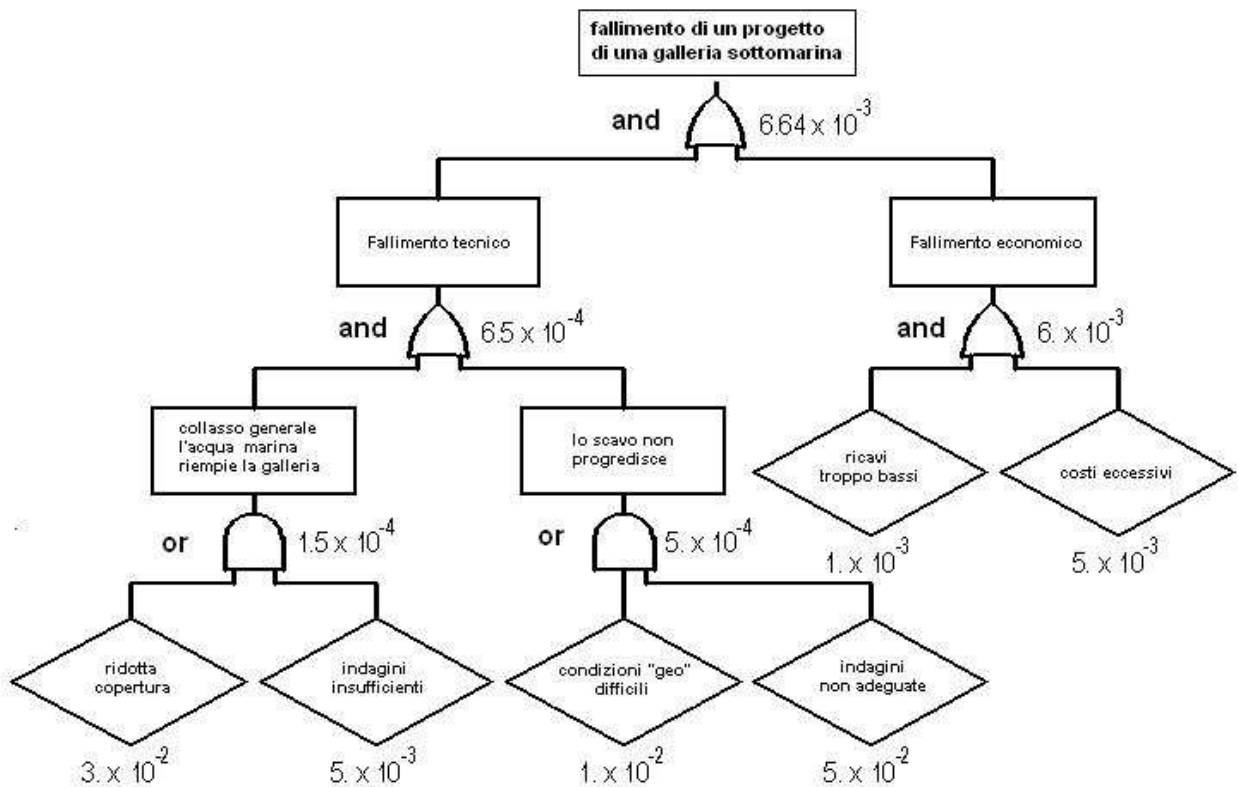 fallimento di un progetto
di una galleria sottomarina
and
6.64 x 10⁻³
Fallimento tecnico
Fallimento economico
and
6.5 x 10⁻⁴
and
6. x 10⁻³
collasso generale
l'acqua marina
riempie la galleria
lo scavo non
progredisce
ricavi
troppo bassi
costi eccessivi
or
1.5 x 10⁻⁴
or
5. x 10⁻⁴
1. x 10⁻³
5. x 10⁻³
ridotta
copertura
indagini
insufficienti
condizioni "geo"
difficili
indagini
non adeguate
3. x 10⁻²
5. x 10⁻³
1. x 10⁻²
5. x 10⁻²